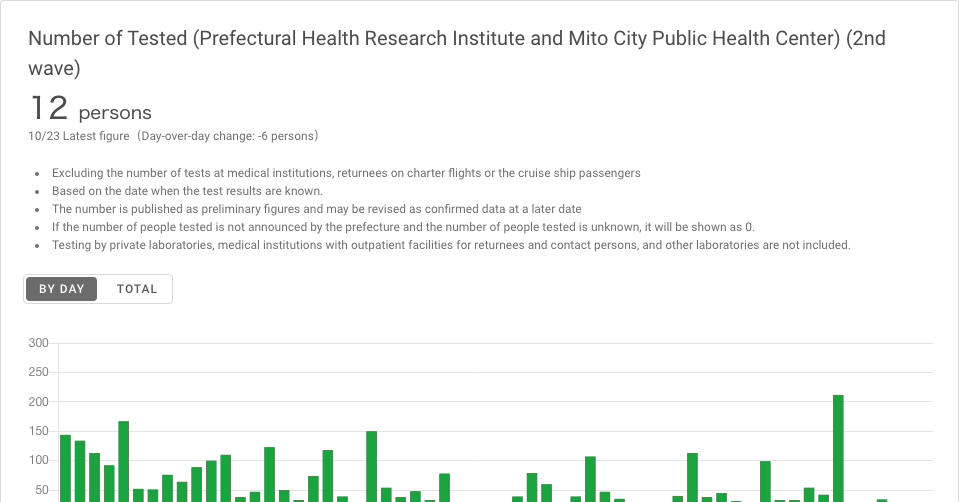 Number of Tested (Prefectural Health Research Institute and Mito City Public Health Center) (2nd
wave)
12 persons
10/23 Latest figure（Day-over-day change: -6 persons）
• Excluding the number of tests at medical institutions, returnees on charter flights or the cruise ship passengers
• Based on the date when the test results are known.
• The number is published as preliminary figures and may be revised as confirmed data at a later date
• If the number of people tested is not announced by the prefecture and the number of people tested is unknown, it will be shown as 0.
• Testing by private laboratories, medical institutions with outpatient facilities for returnees and contact persons, and other laboratories are not included.
BY DAY TOTAL
300
250
200
150
100
50